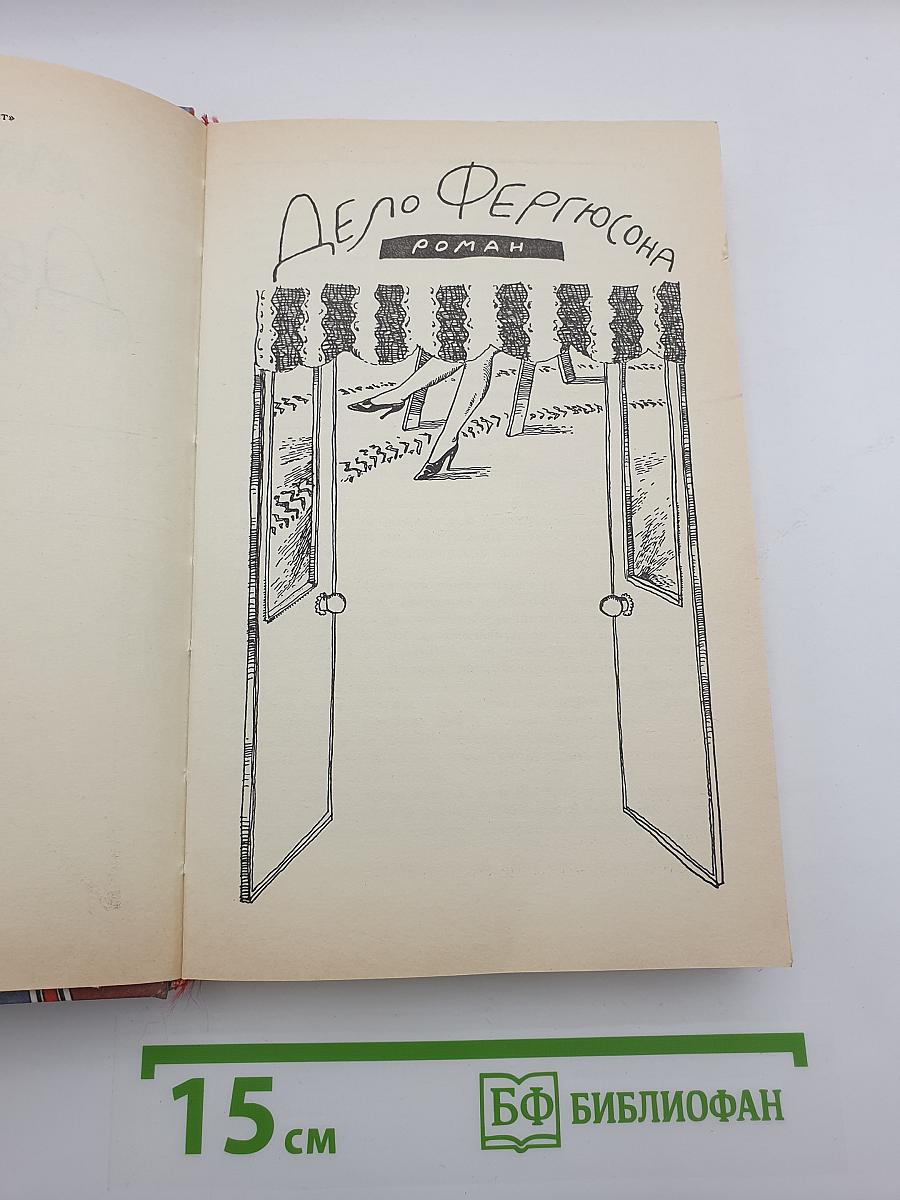 т»
Дело Фергюсона
роман
15 см
БФ БИБЛИОФАН